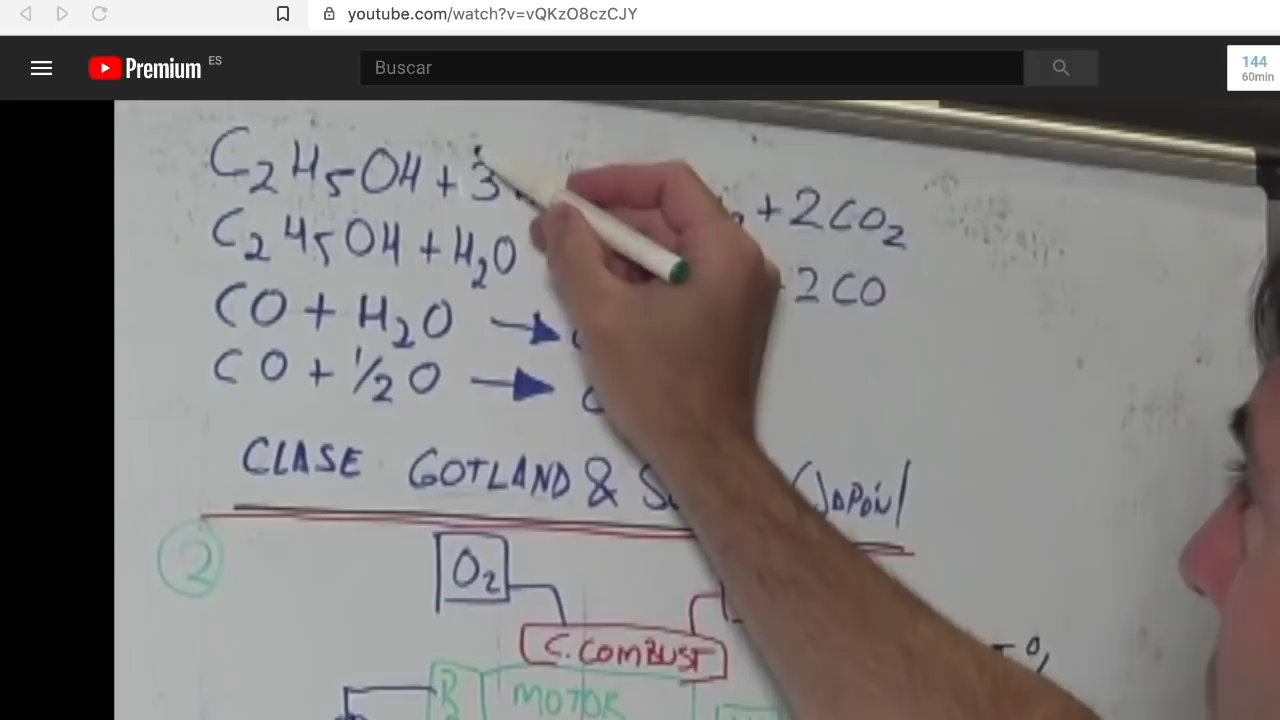 youtube.com/watch?v=vQKzO8czCJY
Premium ES
Buscar
144
60min
C2H5OH + 3 + 2CO2
C2H5OH + H2O 2CO
CO + H2O →
CO + 1/2O →
CLASE GOTLAND & (JAPÓN)
2
O2
C.COMBUST
MOTOR